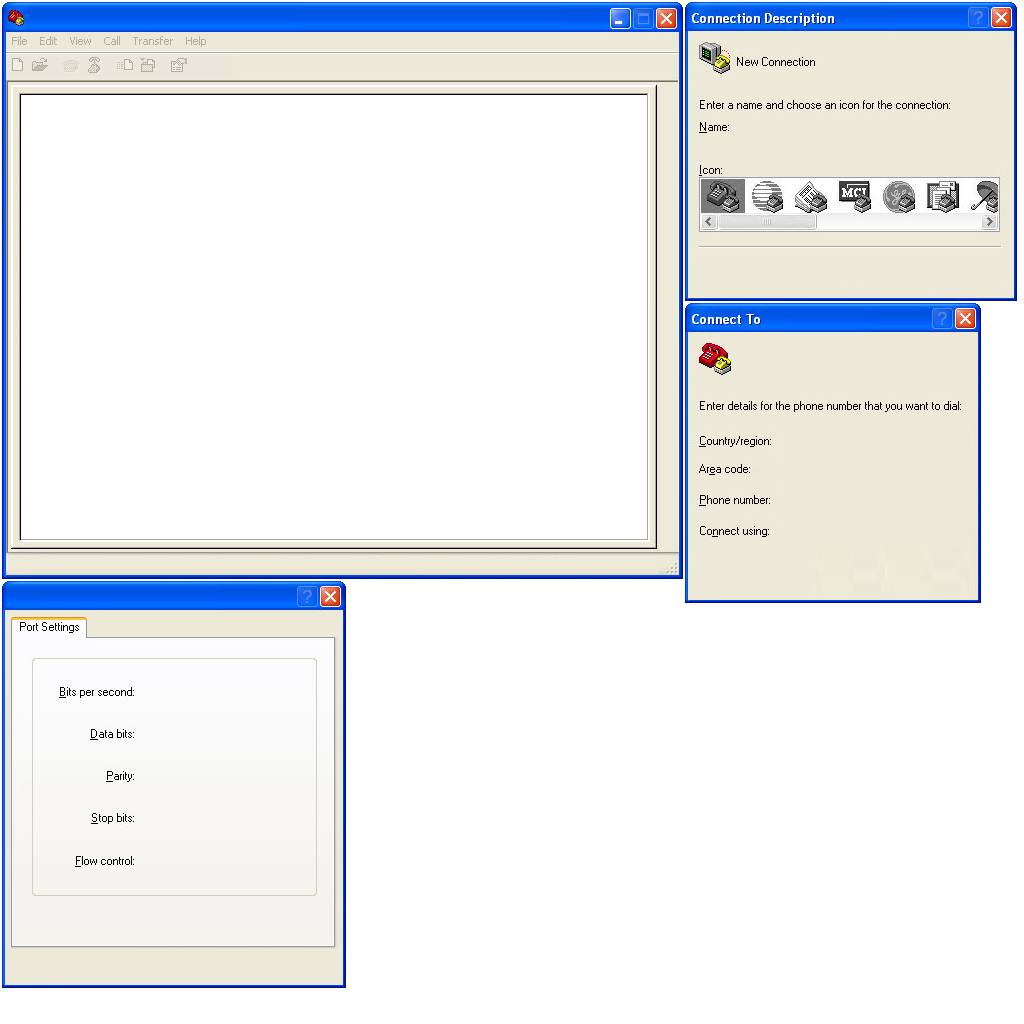 File Edit View Call Transfer Help
Connection Description
New Connection
Enter a name and choose an icon for the connection:
Name:
Icon:
MCI
Connect To
Enter details for the phone number that you want to dial:
Country/region:
Area code:
Phone number:
Connect using:
Port Settings
Bits per second:
Data bits:
Parity:
Stop bits:
Flow control: